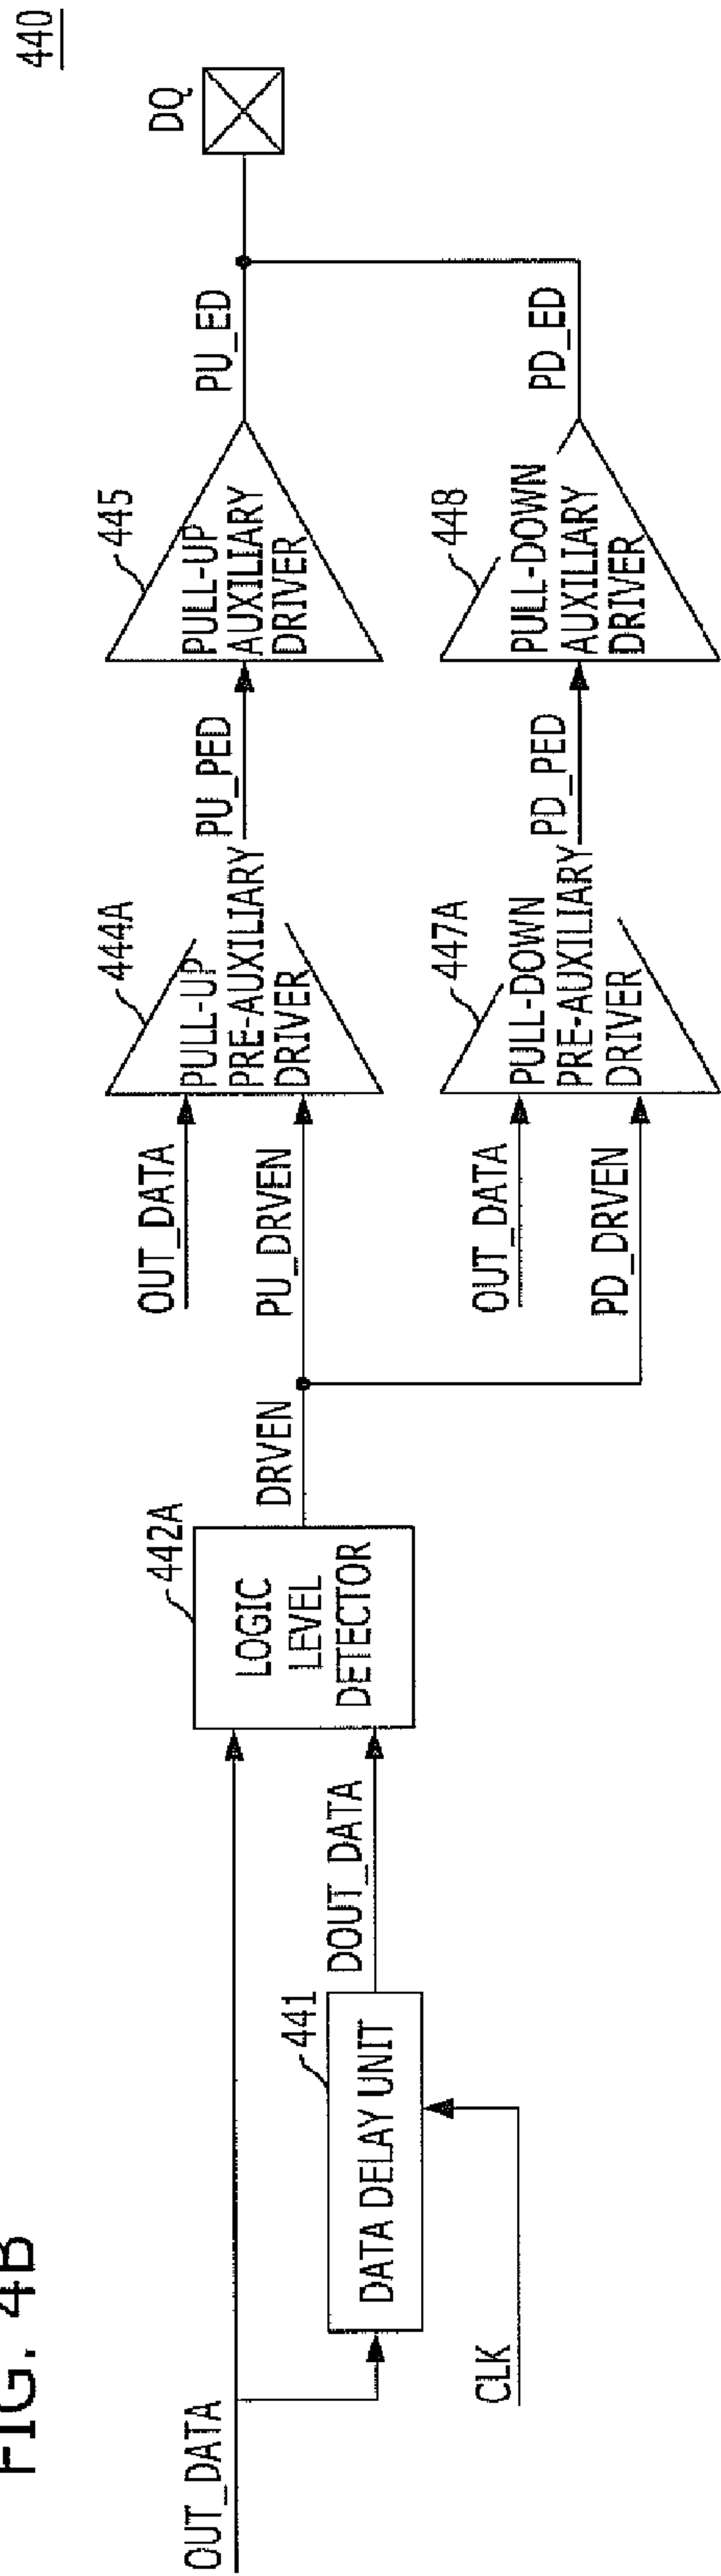 FIG. 4B
440
OUT_DATA
CLK
441
DATA DELAY UNIT
DOUT_DATA
442A
LOGIC
LEVEL
DETECTOR
DRVEN
OUT_DATA
PU_DRVEN
444A
PULL-UP
PRE-AUXILIARY
DRIVER
PU_PED
445
PULL-UP
AUXILIARY
DRIVER
PU_ED
DQ
OUT_DATA
PD_DRVEN
447A
PULL-DOWN
PRE-AUXILIARY
DRIVER
PD_PED
448
PULL-DOWN
AUXILIARY
DRIVER
PD_ED